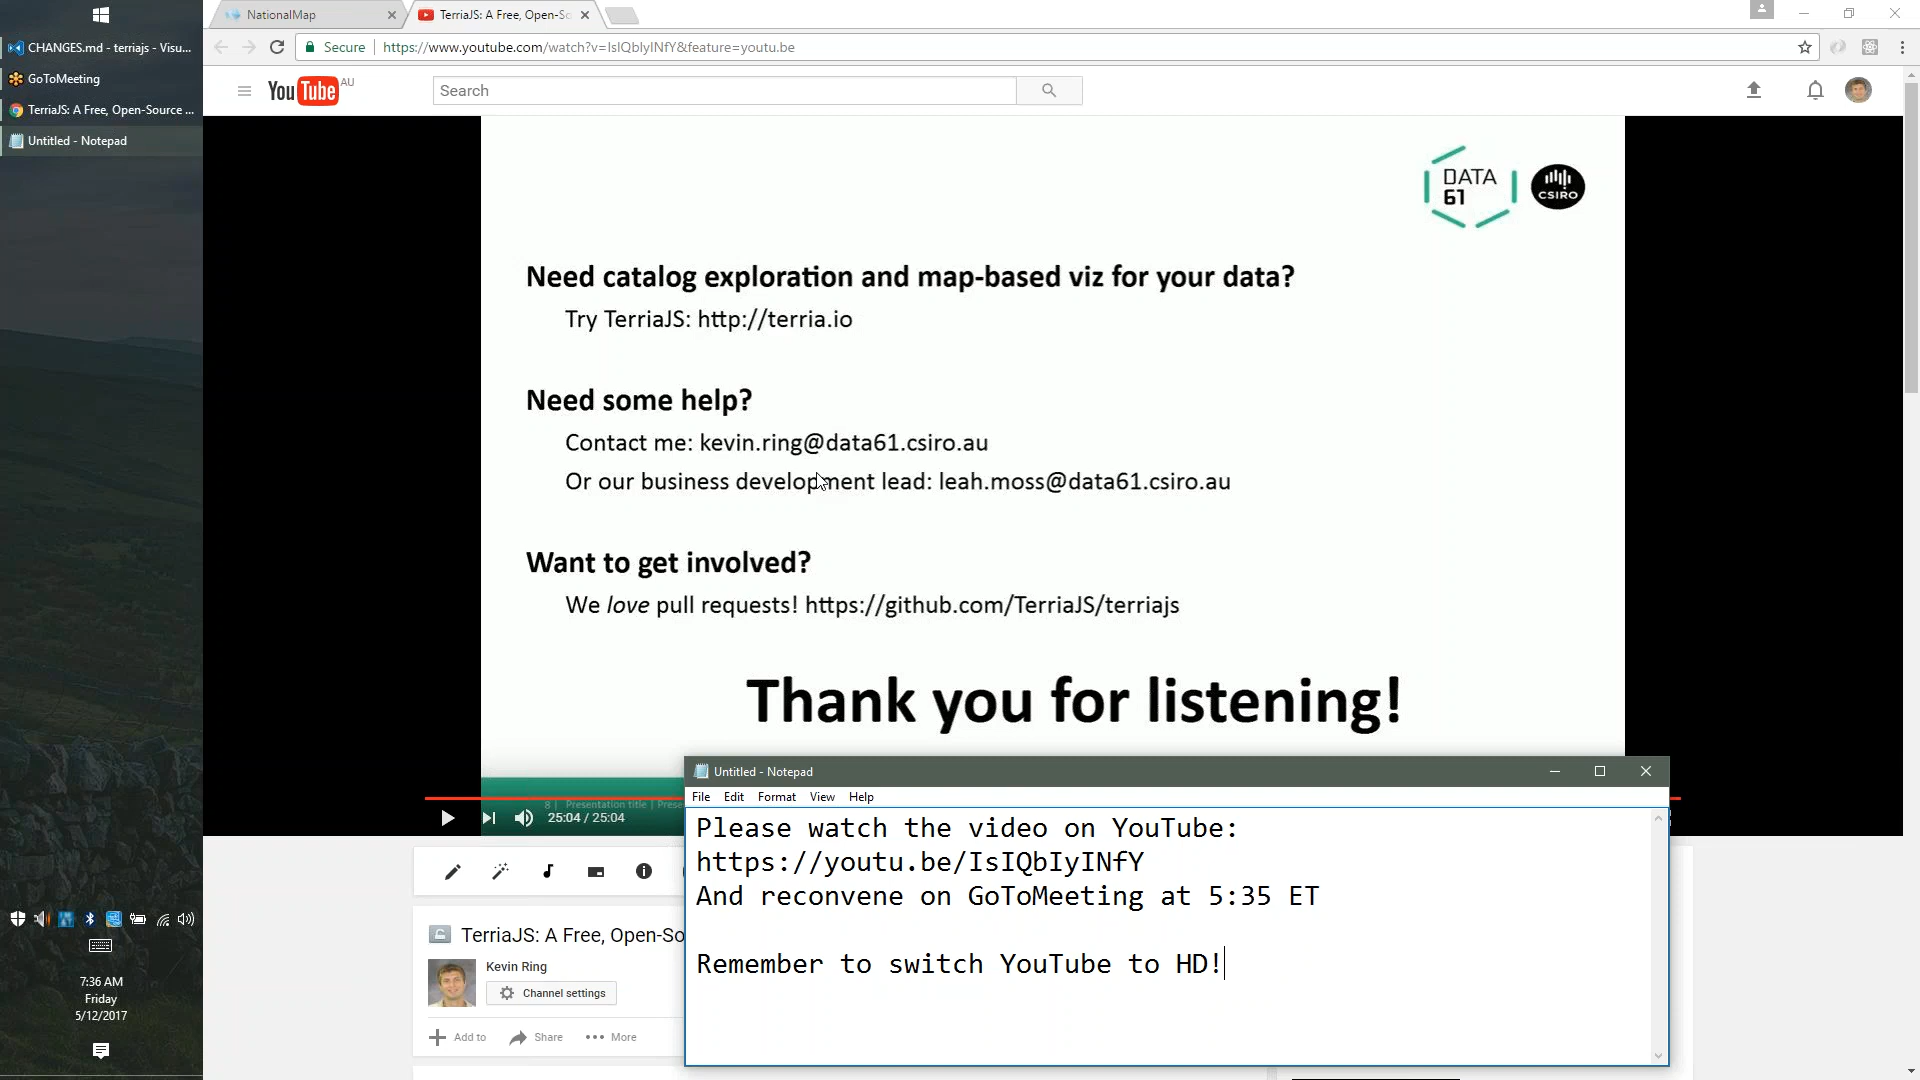 NationalMap
TerriaJS: A Free, Open-So
CHANGES.md - terriajs - Visu...
GoToMeeting
TerriaJS: A Free, Open-Source ...
Untitled - Notepad
Secure
https://www.youtube.com/watch?v=IsIQbIyINfY&feature=youtu.be
YouTube AU
Search
DATA 61
CSIRO
Need catalog exploration and map-based viz for your data?
Try TerriaJS: http://terria.io
Need some help?
Contact me: kevin.ring@data61.csiro.au
Or our business development lead: leah.moss@data61.csiro.au
Want to get involved?
We love pull requests! https://github.com/TerriaJS/terriajs
Thank you for listening!
8 | Presentation title | Prese
25:04 / 25:04
Untitled - Notepad
File Edit Format View Help
Please watch the video on YouTube:
https://youtu.be/IsIQbIyINfY
And reconvene on GoToMeeting at 5:35 ET
Remember to switch YouTube to HD!
TerriaJS: A Free, Open-So
Kevin Ring
Channel settings
Add to
Share
More
7:36 AM
Friday
5/12/2017